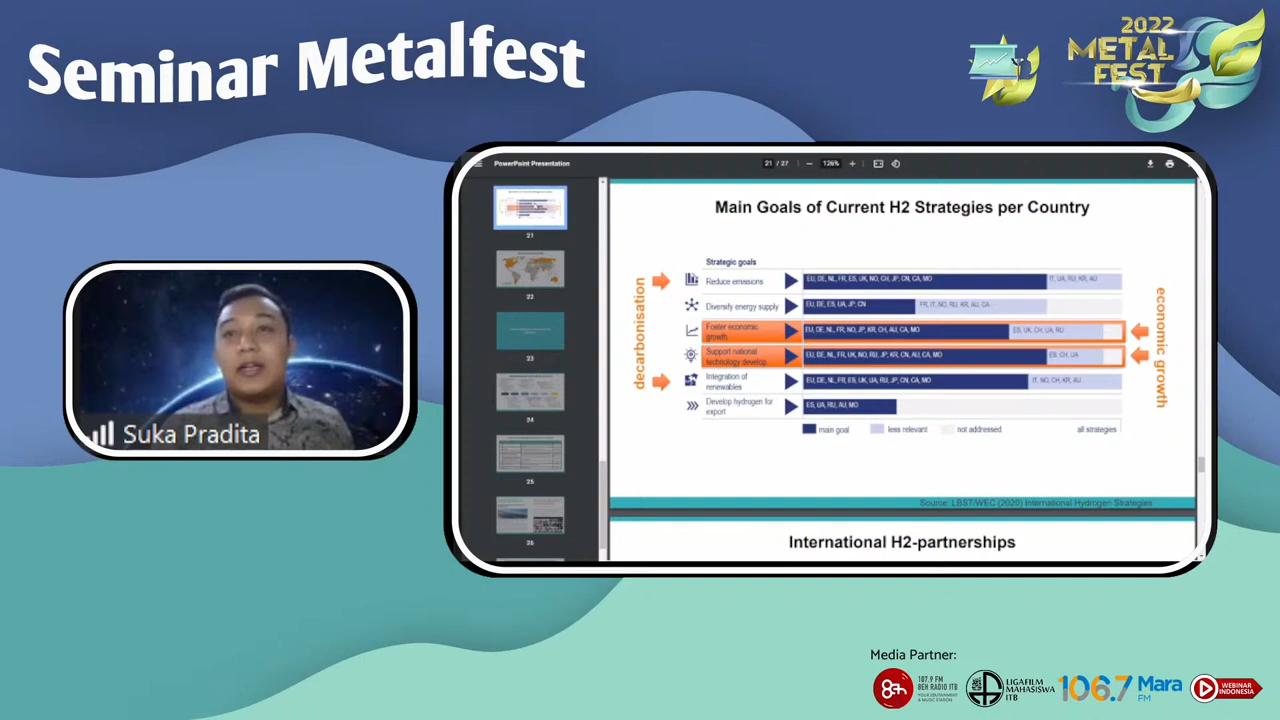 Seminar Metalfest
2022
METAL
FEST
PowerPoint Presentation
21 / 27
126%
21
22
23
24
25
26
Main Goals of Current H2 Strategies per Country
Strategic goals
decarbonisation
economic growth
Reduce emissions
EU, DE, NL, FR, ES, UK, NO, CH, JP, CN, CA, MO
IT, UA, RU, KR, AU
Diversify energy supply
EU, DE, ES, UA, JP, CN
FR, IT, NO, RU, KR, AU, CA
Foster economic
growth
EU, DE, NL, FR, NO, JP, KR, CH, AU, CA, MO
ES, UK, CH, UA, RU
Support national
technology develop
EU, DE, NL, FR, UK, NO, RU, JP, KR, CN, AU, CA, MO
ES, CH, UA
Integration of
renewables
EU, DE, NL, FR, ES, UK, UA, RU, JP, CN, CA, MO
IT, NO, CH, KR, AU
Develop hydrogen for
export
ES, UA, RU, AU, MO
main goal
less relevant
not addressed
all strategies
Source: LBST/WEC (2020) International Hydrogen Strategies
International H2-partnerships
Suka Pradita
Media Partner:
8eh
107.9 FM
8EH RADIO ITB
YOUR EDUTAINMENT
& MUSIC STATION
LIGAFILM
MAHASISWA
ITB
106.7 Mara
FM
WEBINAR
INDONESIA